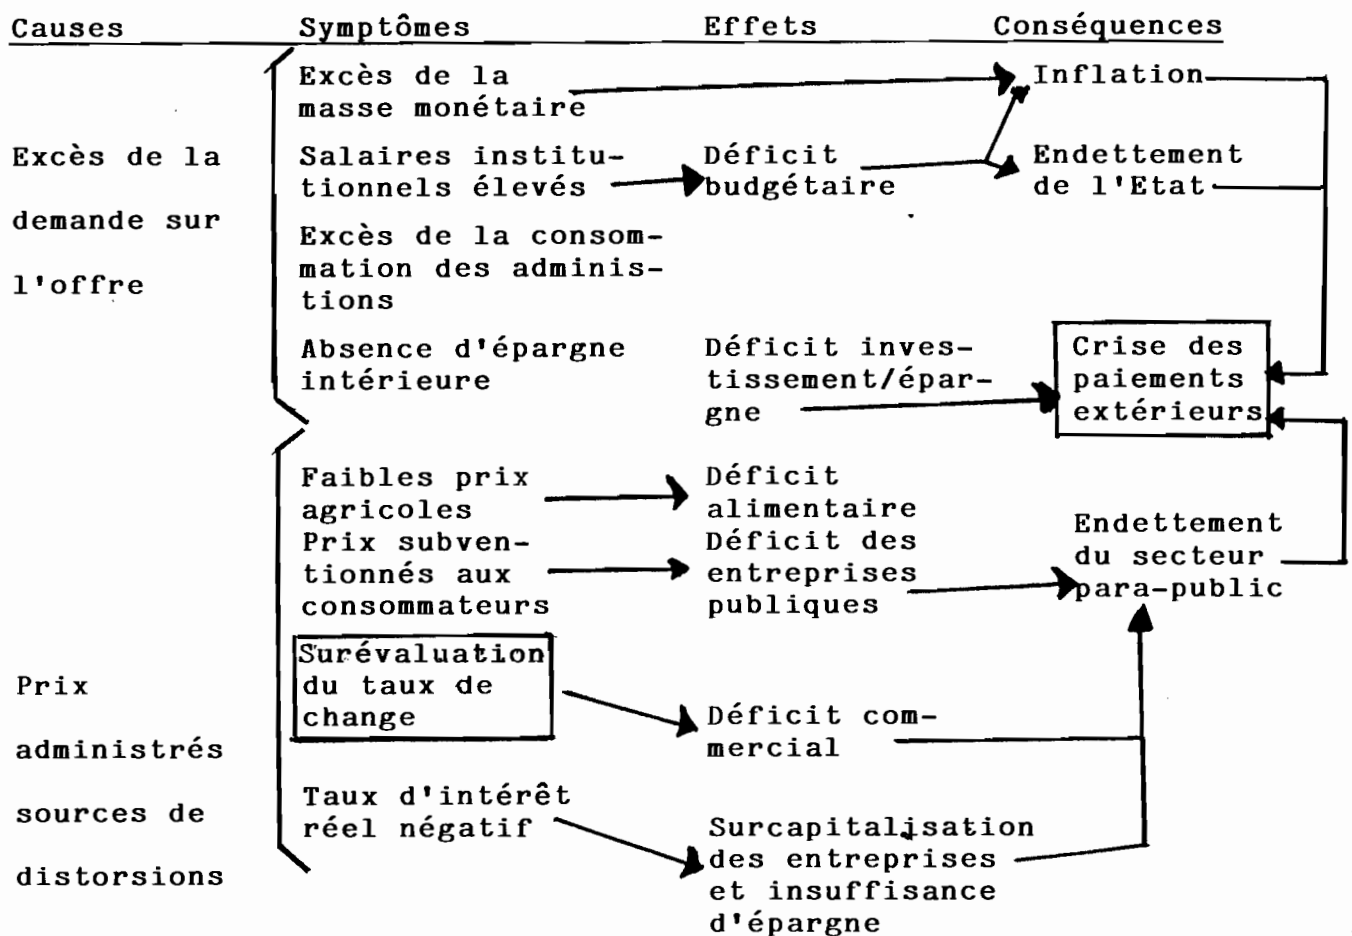 Causes Symptômes Effets Conséquences
Excès de la
demande sur
l'offre
Excès de la
masse monétaire
Salaires institu-
tionnels élevés
Excès de la consom-
mation des adminis-
tions
Absence d'épargne
intérieure
Déficit
budgétaire
Déficit inves-
tissement/épar-
gne
Inflation
Endettement
de l'Etat
Crise des
paiements
extérieurs
Prix
administrés
sources de
distorsions
Faibles prix
agricoles
Prix subven-
tionnés aux
consommateurs
Surévaluation
du taux de
change
Taux d'intérêt
réel négatif
Déficit
alimentaire
Déficit des
entreprises
publiques
Déficit com-
mercial
Surcapitalisation
des entreprises
et insuffisance
d'épargne
Endettement
du secteur
para-public